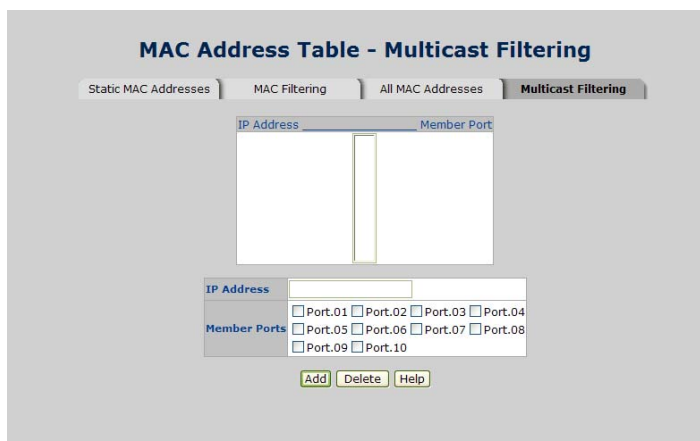 MAC Address Table - Multicast Filtering
Static MAC Addresses MAC Filtering All MAC Addresses Multicast Filtering
IP Address ____________________ Member Port
IP Address
Member Ports
Port.01 Port.02 Port.03 Port.04
Port.05 Port.06 Port.07 Port.08
Port.09 Port.10
Add Delete Help